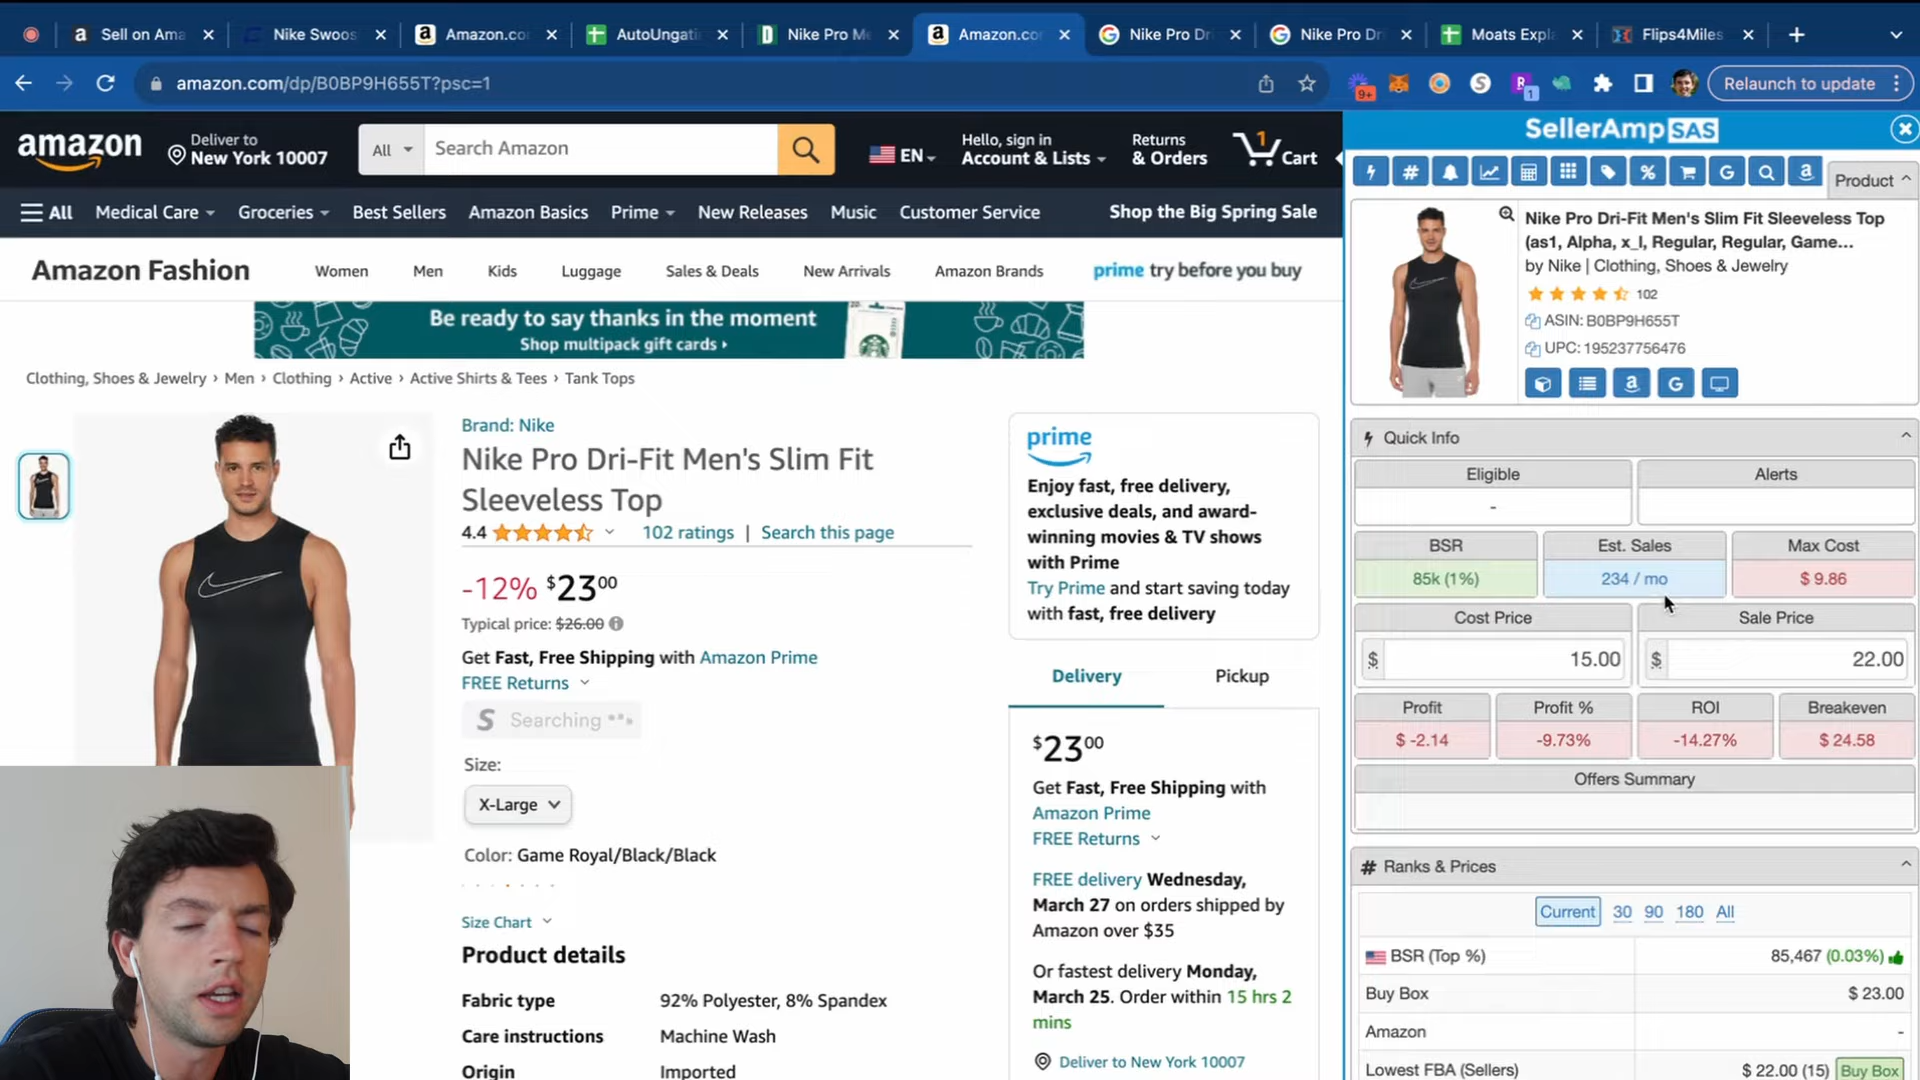 Sell on Ama
Nike Swoos
Amazon.co
AutoUngati
Nike Pro Me
Amazon.co
Nike Pro Dri
Nike Pro Dri
Moats Expla
Flips4Miles
amazon.com/dp/B0BP9H655T?psc=1
9+
1
Relaunch to update
amazon
Deliver to
New York 10007
All
Search Amazon
EN
Hello, sign in
Account & Lists
Returns
& Orders
1
Cart
All
Medical Care
Groceries
Best Sellers
Amazon Basics
Prime
New Releases
Music
Customer Service
Shop the Big Spring Sale
Amazon Fashion
Women
Men
Kids
Luggage
Sales & Deals
New Arrivals
Amazon Brands
prime try before you buy
Be ready to say thanks in the moment
Shop multipack gift cards ›
Clothing, Shoes & Jewelry › Men › Clothing › Active › Active Shirts & Tees › Tank Tops
Brand: Nike
Nike Pro Dri-Fit Men's Slim Fit
Sleeveless Top
4.4
102 ratings | Search this page
-12% $23 00
Typical price: $26.00
Get Fast, Free Shipping with Amazon Prime
FREE Returns
Searching
Size:
X-Large
Color: Game Royal/Black/Black
Size Chart
Product details
Fabric type 92% Polyester, 8% Spandex
Care instructions Machine Wash
Origin Imported
prime
Enjoy fast, free delivery,
exclusive deals, and award-
winning movies & TV shows
with Prime
Try Prime and start saving today
with fast, free delivery
Delivery
Pickup
$23 00
Get Fast, Free Shipping with
Amazon Prime
FREE Returns
FREE delivery Wednesday,
March 27 on orders shipped by
Amazon over $35
Or fastest delivery Monday,
March 25. Order within 15 hrs 2
mins
Deliver to New York 10007
SellerAmp SAS
Product
Nike Pro Dri-Fit Men's Slim Fit Sleeveless Top
(as1, Alpha, x_l, Regular, Regular, Game...
by Nike | Clothing, Shoes & Jewelry
102
ASIN: B0BP9H655T
UPC: 195237756476
Quick Info
Eligible
-
Alerts
BSR
85k (1%)
Est. Sales
234 / mo
Max Cost
$ 9.86
Cost Price
$ 15.00
Sale Price
$ 22.00
Profit
$ -2.14
Profit %
-9.73%
ROI
-14.27%
Breakeven
$ 24.58
Offers Summary
# Ranks & Prices
Current 30 90 180 All
BSR (Top %) 85,467 (0.03%)
Buy Box $ 23.00
Amazon -
Lowest FBA (Sellers) $ 22.00 (15) Buy Box